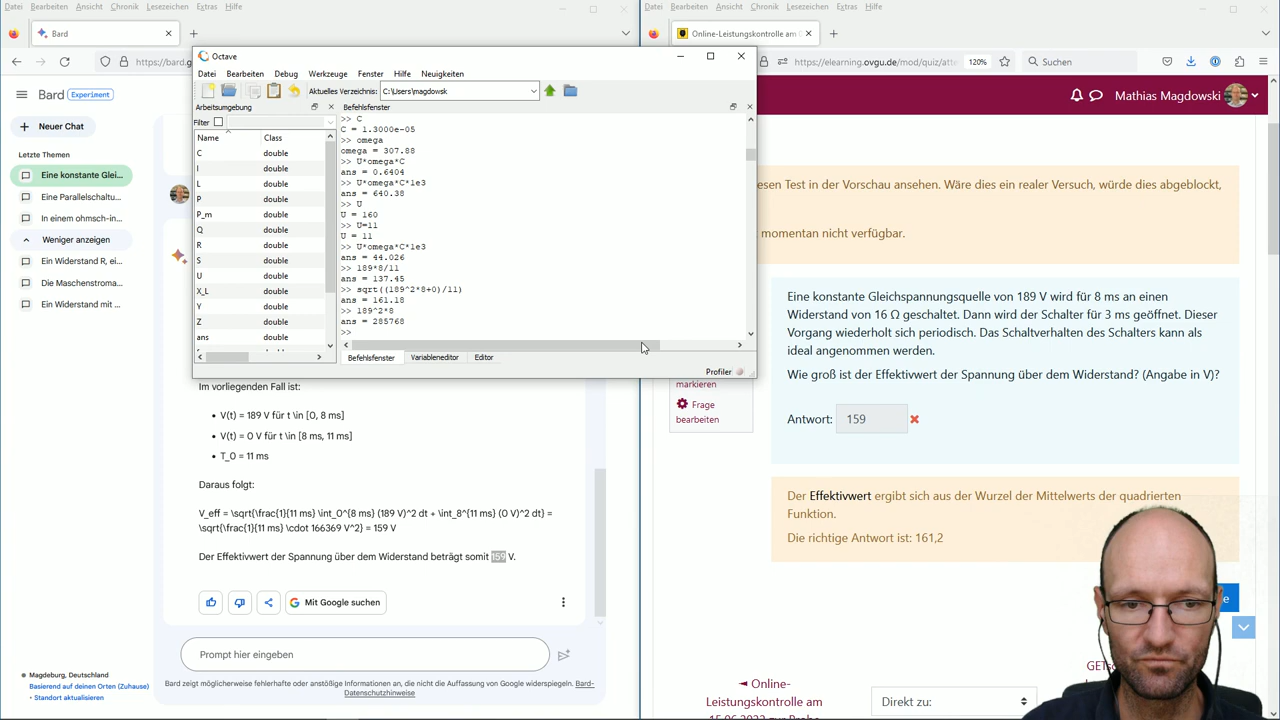 Datei Bearbeiten Ansicht Chronik Lesezeichen Extras Hilfe
Bard
https://bard.g
Bard Experiment
Neuer Chat
Letzte Themen
Eine konstante Gleic...
Eine Parallelschaltu...
In einem ohmsch-in...
Weniger anzeigen
Ein Widerstand R, ei...
Die Maschenstroma...
Ein Widerstand mit ...
Magdeburg, Deutschland
Basierend auf deinen Orten (Zuhause)
• Standort aktualisieren
Octave
Datei Bearbeiten Debug Werkzeuge Fenster Hilfe Neuigkeiten
Aktuelles Verzeichnis: C:\Users\magdowsk
Arbeitsumgebung
Filter
Name Class
C double
I double
L double
P double
P_m double
Q double
R double
S double
U double
X_L double
Y double
Z double
ans double
Befehlsfenster
>> C
C = 1.3000e-05
>> omega
omega = 307.88
>> U*omega*C
ans = 0.6404
>> U*omega*C*1e3
ans = 640.38
>> U
U = 160
>> U=11
U = 11
>> U*omega*C*1e3
ans = 44.026
>> 189*8/11
ans = 137.45
>> sqrt((189^2*8+0)/11)
ans = 161.18
>> 189^2*8
ans = 285768
>>
Befehlsfenster Variableneditor Editor
Profiler
Im vorliegenden Fall ist:
• V(t) = 189 V für t \in [0, 8 ms]
• V(t) = 0 V für t \in [8 ms, 11 ms]
• T_0 = 11 ms
Daraus folgt:
V_eff = \sqrt{\frac{1}{11 ms} \int_0^{8 ms} (189 V)^2 dt + \int_8^{11 ms} (0 V)^2 dt} =
\sqrt{\frac{1}{11 ms} \cdot 166369 V^2} = 159 V
Der Effektivwert der Spannung über dem Widerstand beträgt somit 159 V.
Mit Google suchen
Prompt hier eingeben
Bard zeigt möglicherweise fehlerhafte oder anstößige Informationen an, die nicht die Auffassung von Google widerspiegeln. Bard-
Datenschutzhinweise
Datei Bearbeiten Ansicht Chronik Lesezeichen Extras Hilfe
Online-Leistungskontrolle am
https://elearning.ovgu.de/mod/quiz/atte
120%
Suchen
Mathias Magdowski
esen Test in der Vorschau ansehen. Wäre dies ein realer Versuch, würde dies abgeblockt,
momentan nicht verfügbar.
Eine konstante Gleichspannungsquelle von 189 V wird für 8 ms an einen
Widerstand von 16 Ω geschaltet. Dann wird der Schalter für 3 ms geöffnet. Dieser
Vorgang wiederholt sich periodisch. Das Schaltverhalten des Schalters kann als
ideal angenommen werden.
Wie groß ist der Effektivwert der Spannung über dem Widerstand? (Angabe in V)?
markieren
Frage
bearbeiten
Antwort: 159
Der Effektivwert ergibt sich aus der Wurzel der Mittelwerts der quadrierten
Funktion.
Die richtige Antwort ist: 161,2
◄ Online-
Leistungskontrolle am
Direkt zu: